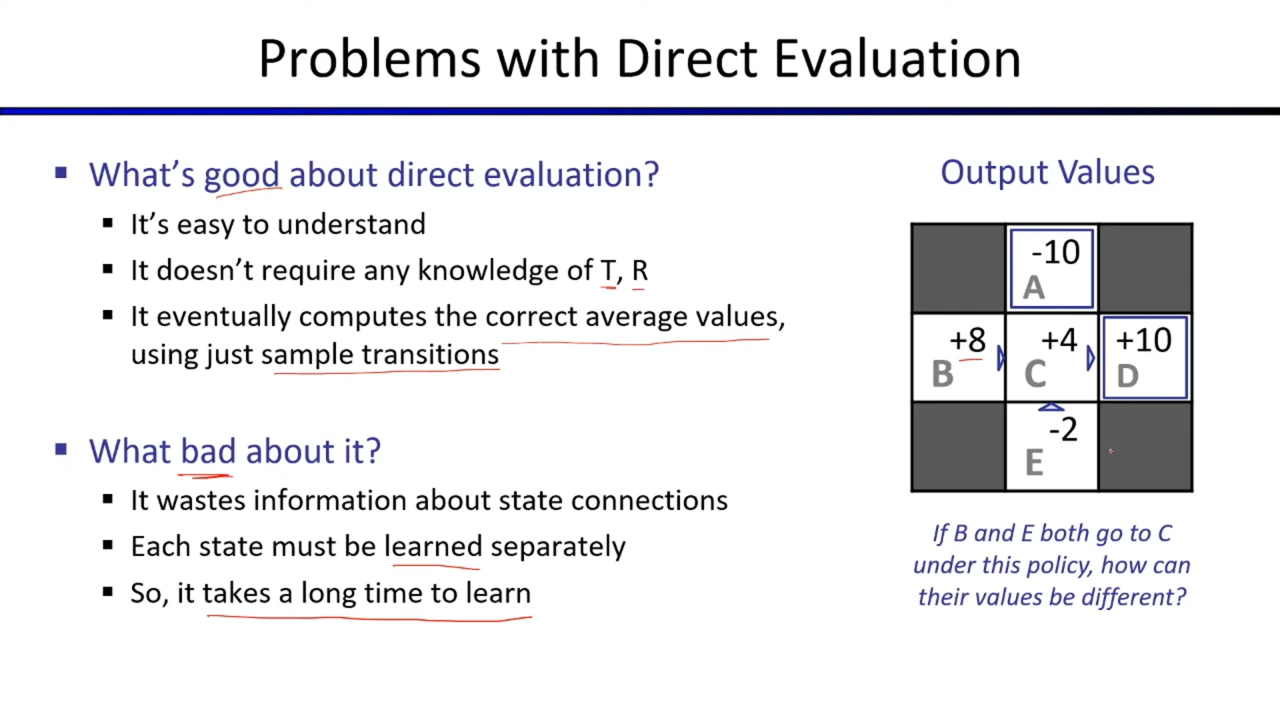 Problems with Direct Evaluation
What's good about direct evaluation?
It's easy to understand
It doesn't require any knowledge of T, R
It eventually computes the correct average values,
using just sample transitions
What bad about it?
It wastes information about state connections
Each state must be learned separately
So, it takes a long time to learn
Output Values
-10
A
+8 +4 +10
B C D
-2
E
If B and E both go to C
under this policy, how can
their values be different?